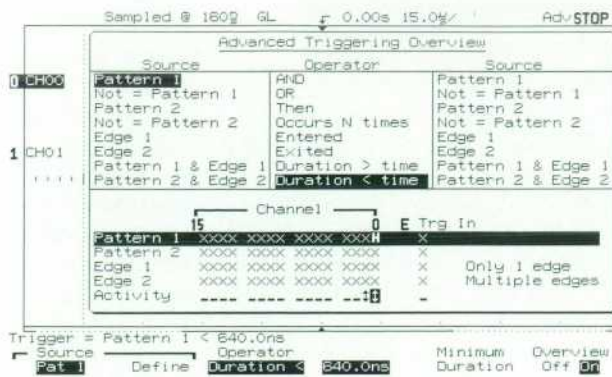 Sampled @ 160 GL 0.00s 15.0 / Adv STOP
Advanced Triggering Overview
Source Operator Source
0 CH00 Pattern 1 AND Pattern 1
Not = Pattern 1 OR Not = Pattern 1
Pattern 2 Then Pattern 2
Not = Pattern 2 Occurs N times Not = Pattern 2
Edge 1 Entered Edge 1
1 CH01 Edge 2 Exited Edge 2
Pattern 1 & Edge 1 Duration > time Pattern 1 & Edge 1
Pattern 2 & Edge 2 Duration < time Pattern 2 & Edge 2
Channel
15 0 E Trg In
Pattern 1 XXXX XXXX XXXX XXXH X
Pattern 2 XXXX XXXX XXXX XXXX X
Edge 1 XXXX XXXX XXXX XXXX X Only 1 edge
Edge 2 XXXX XXXX XXXX XXXX X Multiple edges
Activity ---- ---- ---- --↕↕ -
Trigger = Pattern 1 < 640.0ns
Source Operator Minimum Overview
Pat 1 Define Duration < 640.0ns Duration Off On